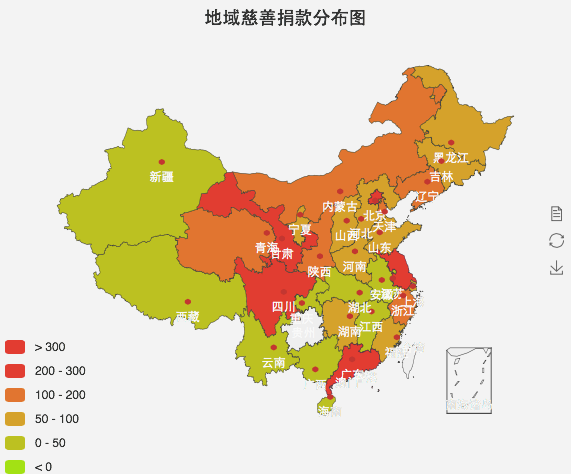 地域慈善捐款分布图
黑龙江
新疆
吉林
辽宁
内蒙古
北京
天津
宁夏
山西
河北
青海
山东
甘肃
河南
陕西
安徽
四川
上海
湖北
浙江
西藏
江西
湖南
云南
广东
海南
> 300
200 - 300
100 - 200
50 - 100
0 - 50
< 0